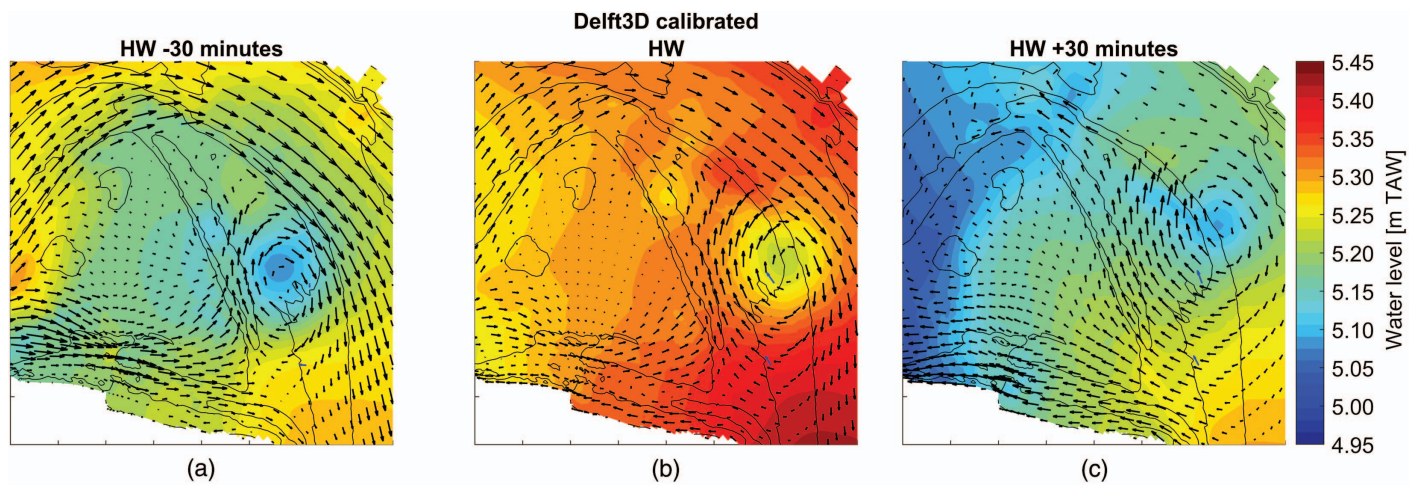 Delft3D calibrated
HW -30 minutes
HW
HW +30 minutes
5.45
5.40
5.35
5.30
5.25
5.20
5.15
5.10
5.05
5.00
4.95
Water level [m TAW]
(a)
(b)
(c)